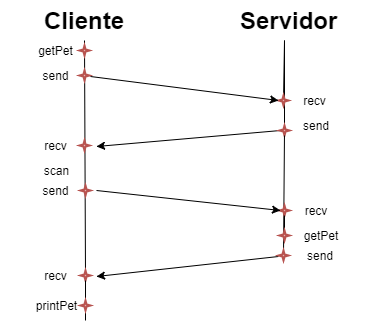 Cliente
Servidor
getPet
send
recv
send
recv
scan
send
recv
getPet
send
recv
printPet